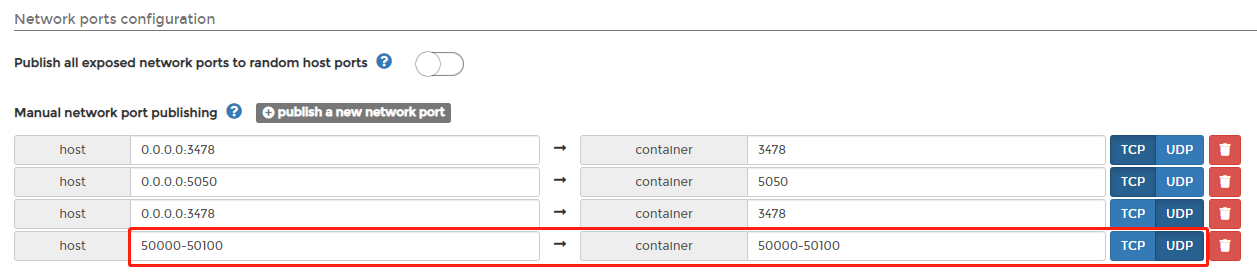 Network ports configuration
Publish all exposed network ports to random host ports ?
Manual network port publishing ? publish a new network port
host 0.0.0.0:3478 → container 3478 TCP UDP
host 0.0.0.0:5050 → container 5050 TCP UDP
host 0.0.0.0:3478 → container 3478 TCP UDP
host 50000-50100 → container 50000-50100 TCP UDP